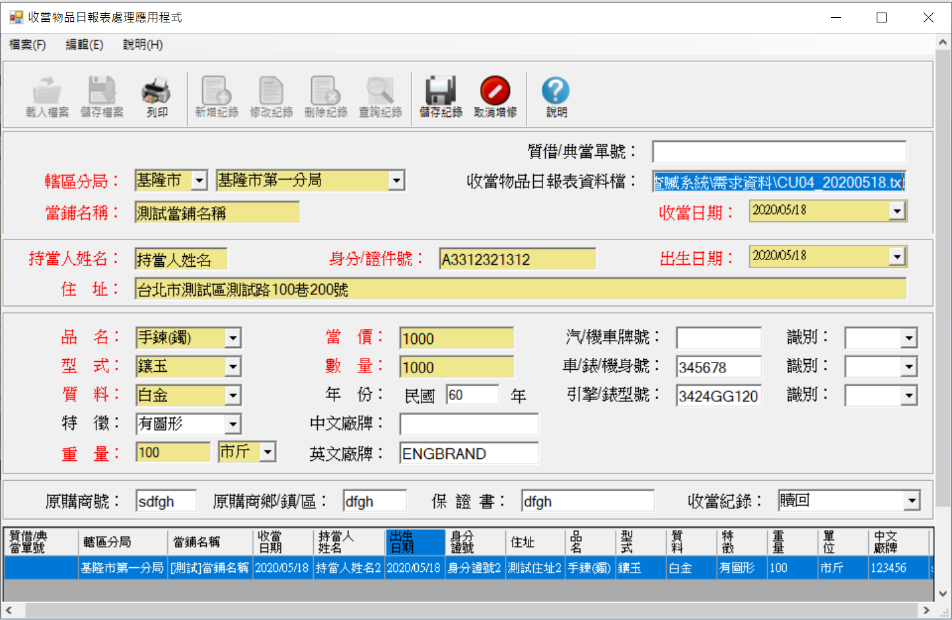 收當物品日報表處理應用程式
檔案(F) 編輯(E) 說明(H)
載入檔案 儲存檔案 列印 新增紀錄 修改紀錄 刪除紀錄 查詢紀錄 儲存紀錄 取消增修 說明
質借/典當單號：
轄區分局： 基隆市 基隆市第一分局 收當物品日報表資料檔： 查贓系統\需求資料\CU04_20200518.tx
當鋪名稱： 測試當鋪名稱 收當日期： 2020/05/18
持當人姓名： 持當人姓名 身分/證件號： A3312321312 出生日期： 2020/05/18
住 址： 台北市測試區測試路100巷200號
品 名： 手鍊(鐲) 當 價： 1000 汽/機車牌號： 識別：
型 式： 鑲玉 數 量： 1000 車/錶/機身號： 345678 識別：
質 料： 白金 年 份： 民國 60 年 引擎/錶型號： 3424GG120 識別：
特 徵： 有圖形 中文廠牌：
重 量： 100 市斤 英文廠牌： ENGBRAND
原購商號： sdfgh 原購商鄉/鎮/區： dfgh 保 證 書： dfgh 收當紀錄： 贖回
質借/典當單號 轄區分局 當鋪名稱 收當日期 持當人姓名 出生日期 身分證號 住址 品名 型式 質料 特徵 重量 單位 中文廠牌
基隆市第一分局 [測試]當鋪名稱 2020/05/18 持當人姓名2 2020/05/18 身分證號2 測試住址2 手鍊(鐲) 鑲玉 白金 有圖形 100 市斤 123456